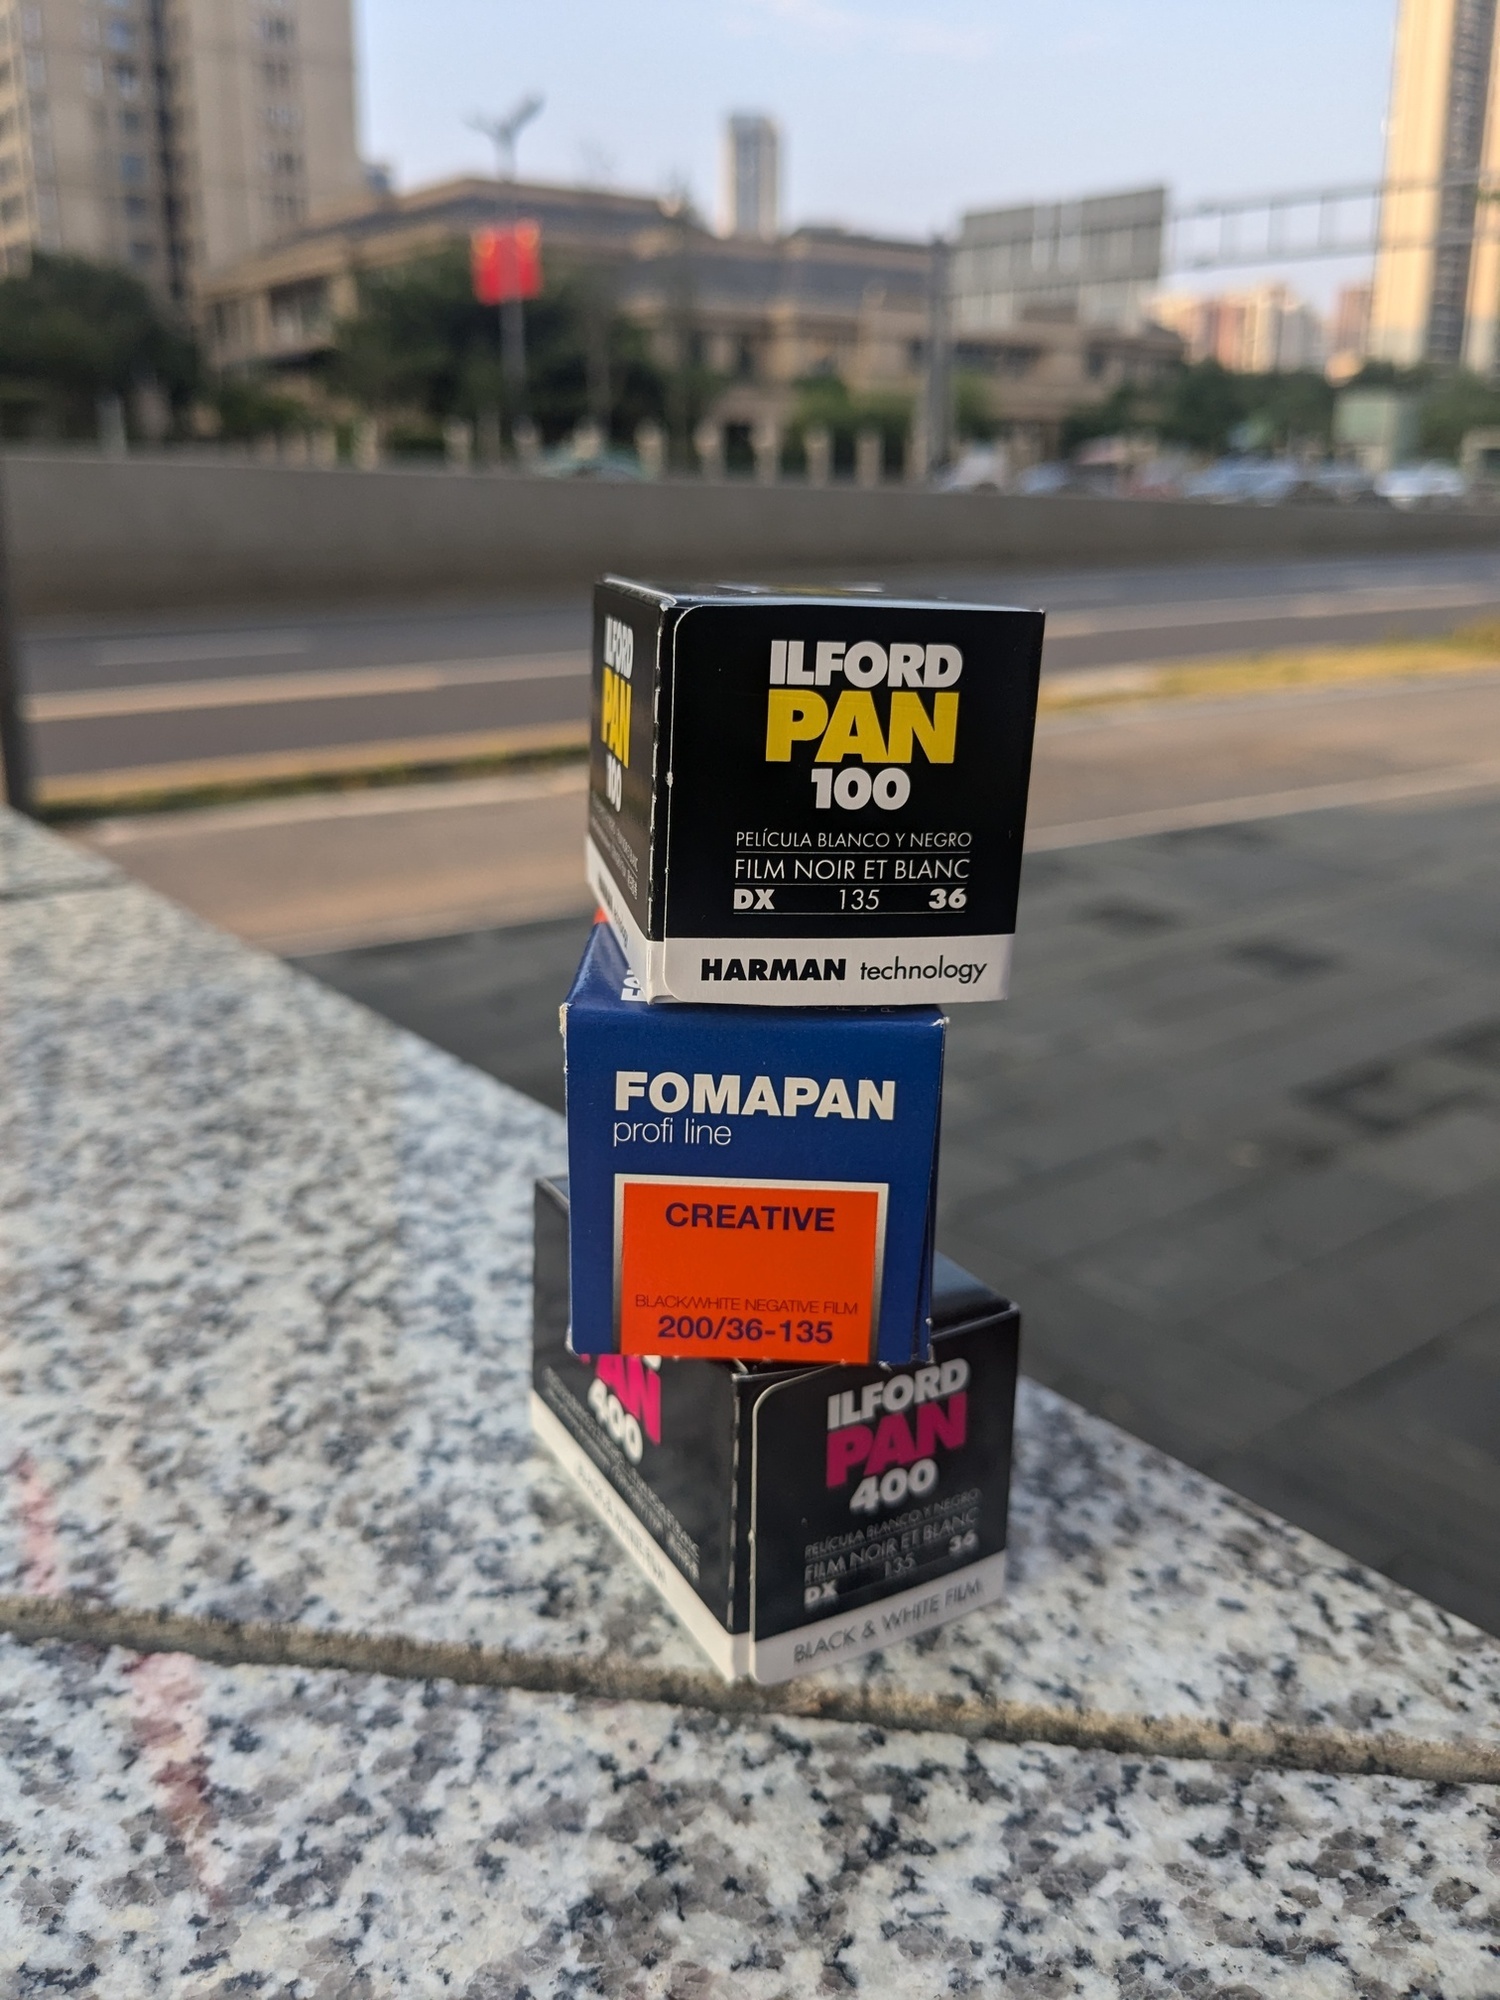 ILFORD
PAN
100
ILFORD
PAN
100
PELÍCULA BLANCO Y NEGRO
FILM NOIR ET BLANC
DX 135 36
HARMAN technology
FOMAPAN
profi line
CREATIVE
BLACK/WHITE NEGATIVE FILM
200/36-135
PAN
400
ILFORD
PAN
400
PELÍCULA BLANCO Y NEGRO
FILM NOIR ET BLANC
DX 135 36
BLACK & WHITE FILM